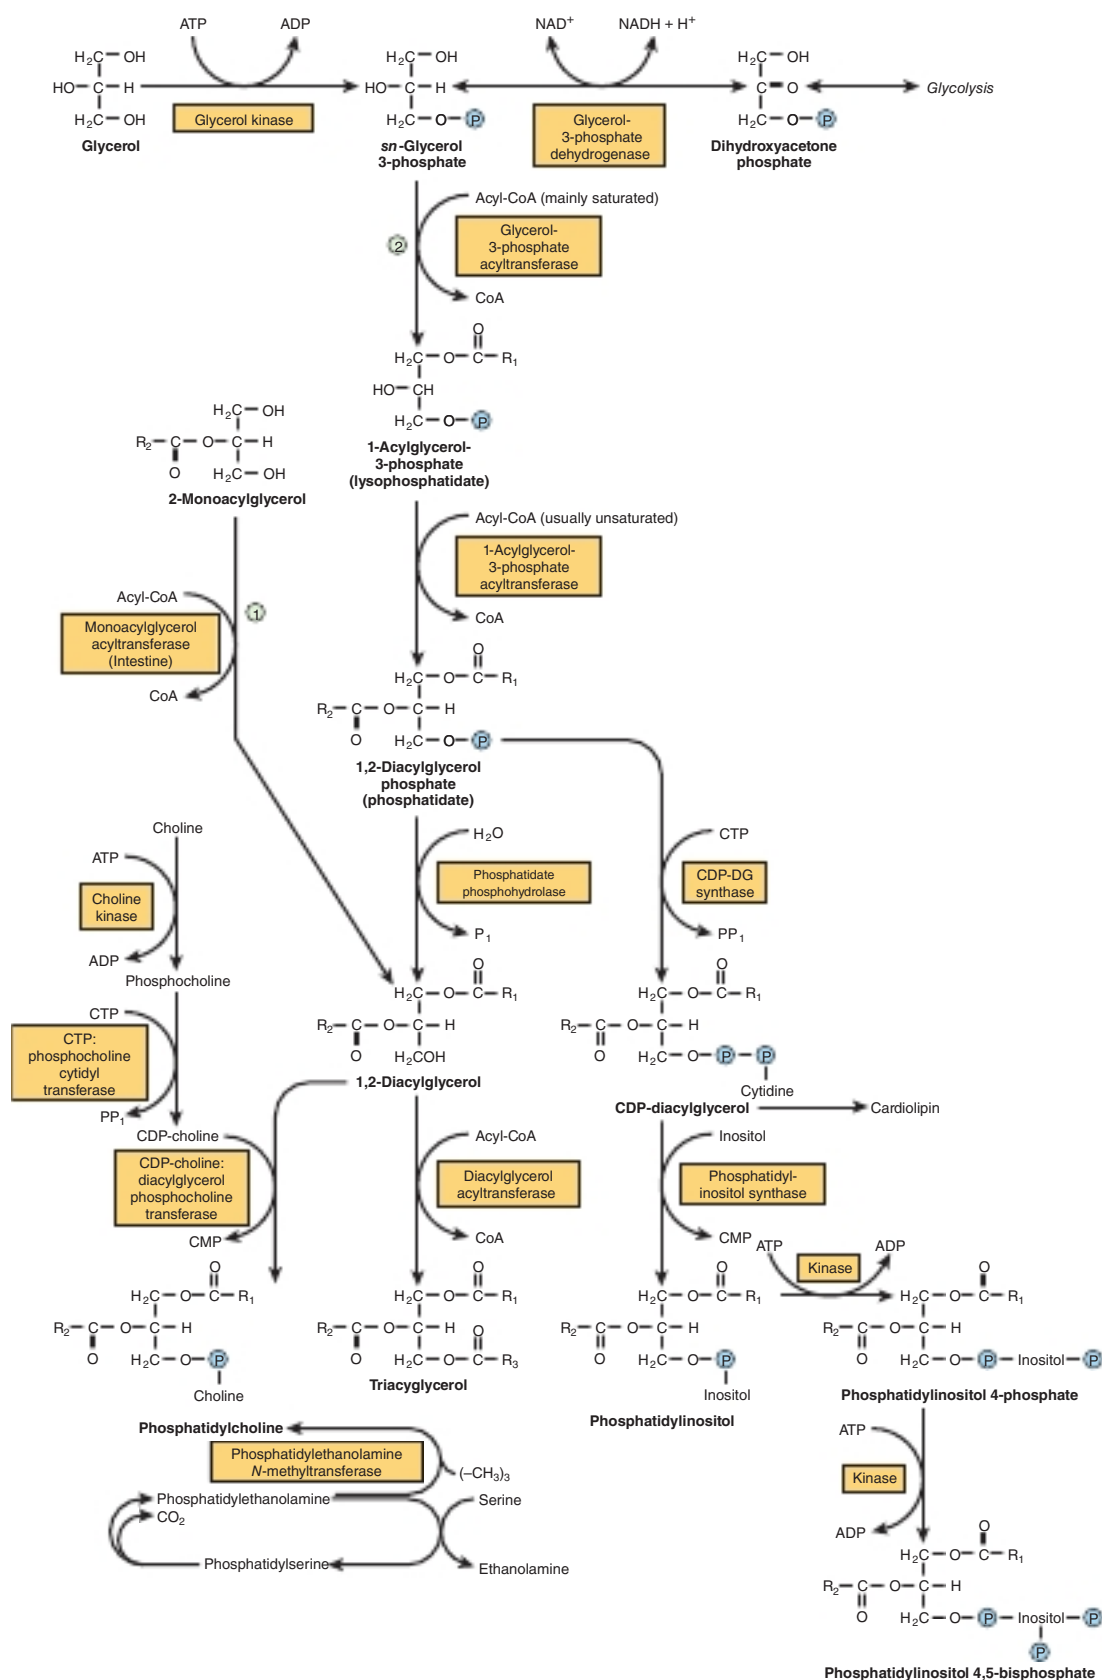 ATP
ADP
NAD+
NADH + H+
H2C OH
HO C H
H2C OH
Glycerol
Glycerol kinase
H2C OH
HO C H
H2C O P
sn-Glycerol
3-phosphate
Glycerol-
3-phosphate
dehydrogenase
H2C OH
C O
H2C O P
Dihydroxyacetone
phosphate
Glycolysis
Acyl-CoA (mainly saturated)
2
Glycerol-
3-phosphate
acyltransferase
CoA
O
H2C O C R1
HO CH
H2C O P
1-Acylglycerol-
3-phosphate
(lysophosphatidate)
H2C OH
R2 C O C H
O H2C OH
2-Monoacylglycerol
Acyl-CoA (usually unsaturated)
1-Acylglycerol-
3-phosphate
acyltransferase
CoA
Acyl-CoA
1
Monoacylglycerol
acyltransferase
(Intestine)
CoA
O
H2C O C R1
R2 C O C H
O H2C O P
1,2-Diacylglycerol
phosphate
(phosphatidate)
Choline
ATP
Choline
kinase
ADP
Phosphocholine
H2O
Phosphatidate
phosphohydrolase
P1
CTP
CDP-DG
synthase
PP1
CTP
CTP:
phosphocholine
cytidyl
transferase
PP1
CDP-choline
O
H2C O C R1
R2 C O C H
O H2COH
1,2-Diacylglycerol
O
H2C O C R1
R2 C O C H
O H2C O P P
Cytidine
CDP-diacylglycerol
Cardiolipin
CDP-choline:
diacylglycerol
phosphocholine
transferase
CMP
Acyl-CoA
Diacylglycerol
acyltransferase
CoA
Inositol
Phosphatidyl-
inositol synthase
CMP
ATP
Kinase
ADP
O
H2C O C R1
R2 C O C H
O H2C O P
Choline
Phosphatidylcholine
O
H2C O C R1
R2 C O C H O
O H2C O C R3
Triacyglycerol
O
H2C O C R1
R2 C O C H
O H2C O P
Inositol
Phosphatidylinositol
O
H2C O C R1
R2 C O C H
O H2C O P Inositol P
Phosphatidylinositol 4-phosphate
Phosphatidylethanolamine
N-methyltransferase
(–CH3)3
Phosphatidylethanolamine
CO2
Serine
Phosphatidylserine
Ethanolamine
ATP
Kinase
ADP
O
H2C O C R1
R2 C O C H
O H2C O P Inositol P
P
Phosphatidylinositol 4,5-bisphosphate